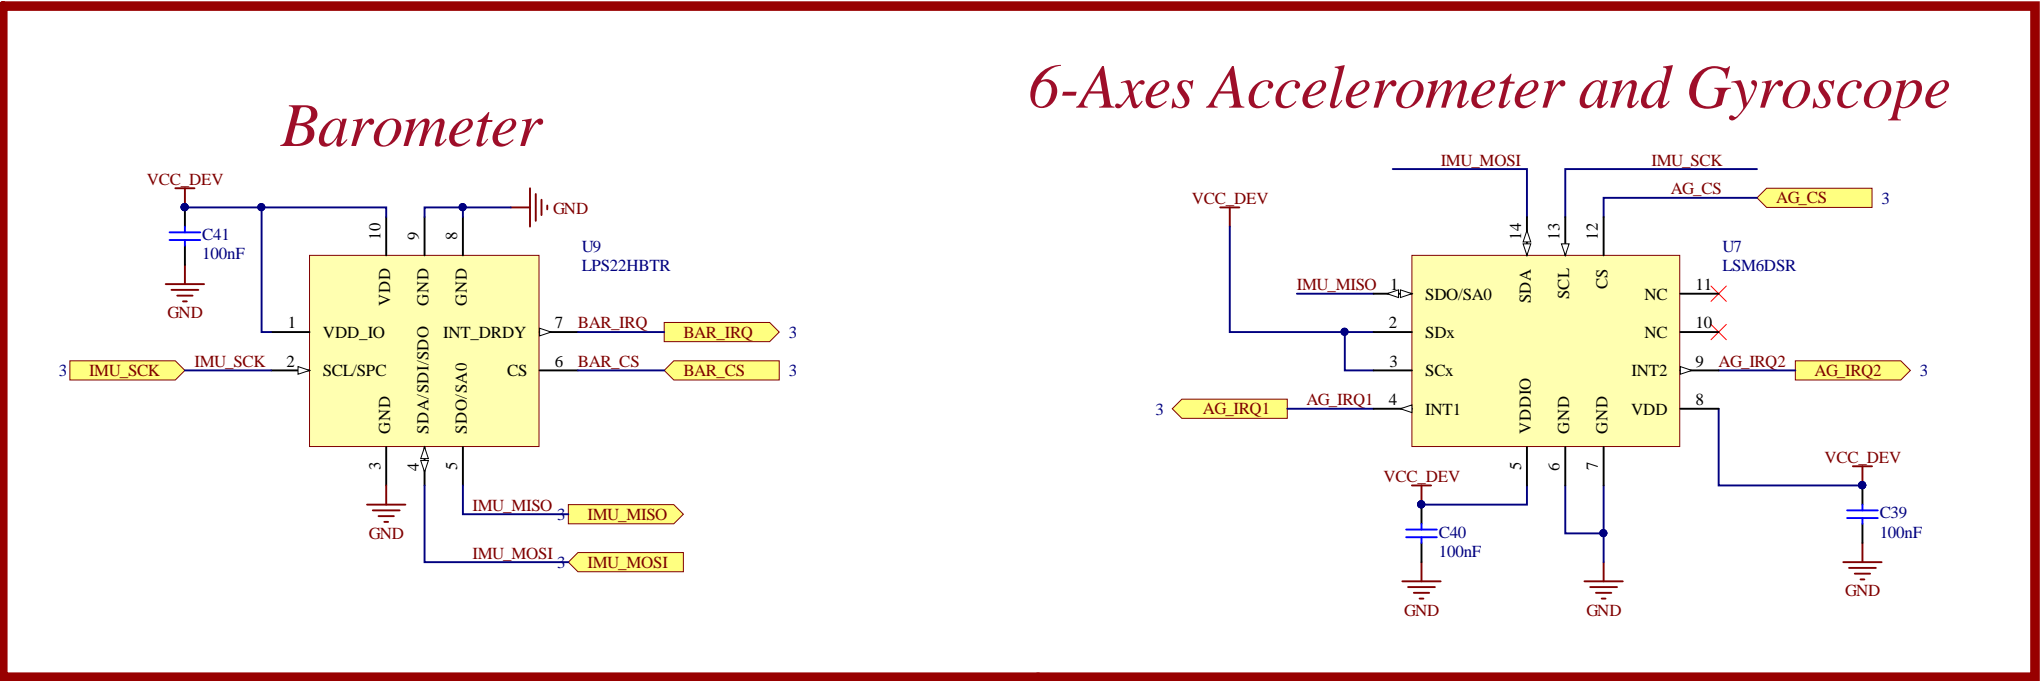 Barometer
VCC_DEV
C41
100nF
GND
GND
U9
LPS22HBTR
10
9
8
VDD
GND
GND
1
VDD_IO
INT_DRDY
7
BAR_IRQ
BAR_IRQ
3
3
IMU_SCK
IMU_SCK
2
SCL/SPC
CS
6
BAR_CS
BAR_CS
3
GND
SDA/SDI/SDO
SDO/SA0
3
4
5
GND
IMU_MISO
3
IMU_MISO
IMU_MOSI
3
IMU_MOSI
6-Axes Accelerometer and Gyroscope
IMU_MOSI
IMU_SCK
VCC_DEV
AG_CS
AG_CS
3
14
13
12
U7
LSM6DSR
SDA
SCL
CS
IMU_MISO
1
SDO/SA0
NC
11
2
SDx
NC
10
3
SCx
INT2
9
AG_IRQ2
AG_IRQ2
3
3
AG_IRQ1
AG_IRQ1
4
INT1
VDD
8
VDDIO
GND
GND
5
6
7
VCC_DEV
C40
100nF
GND
GND
VCC_DEV
C39
100nF
GND